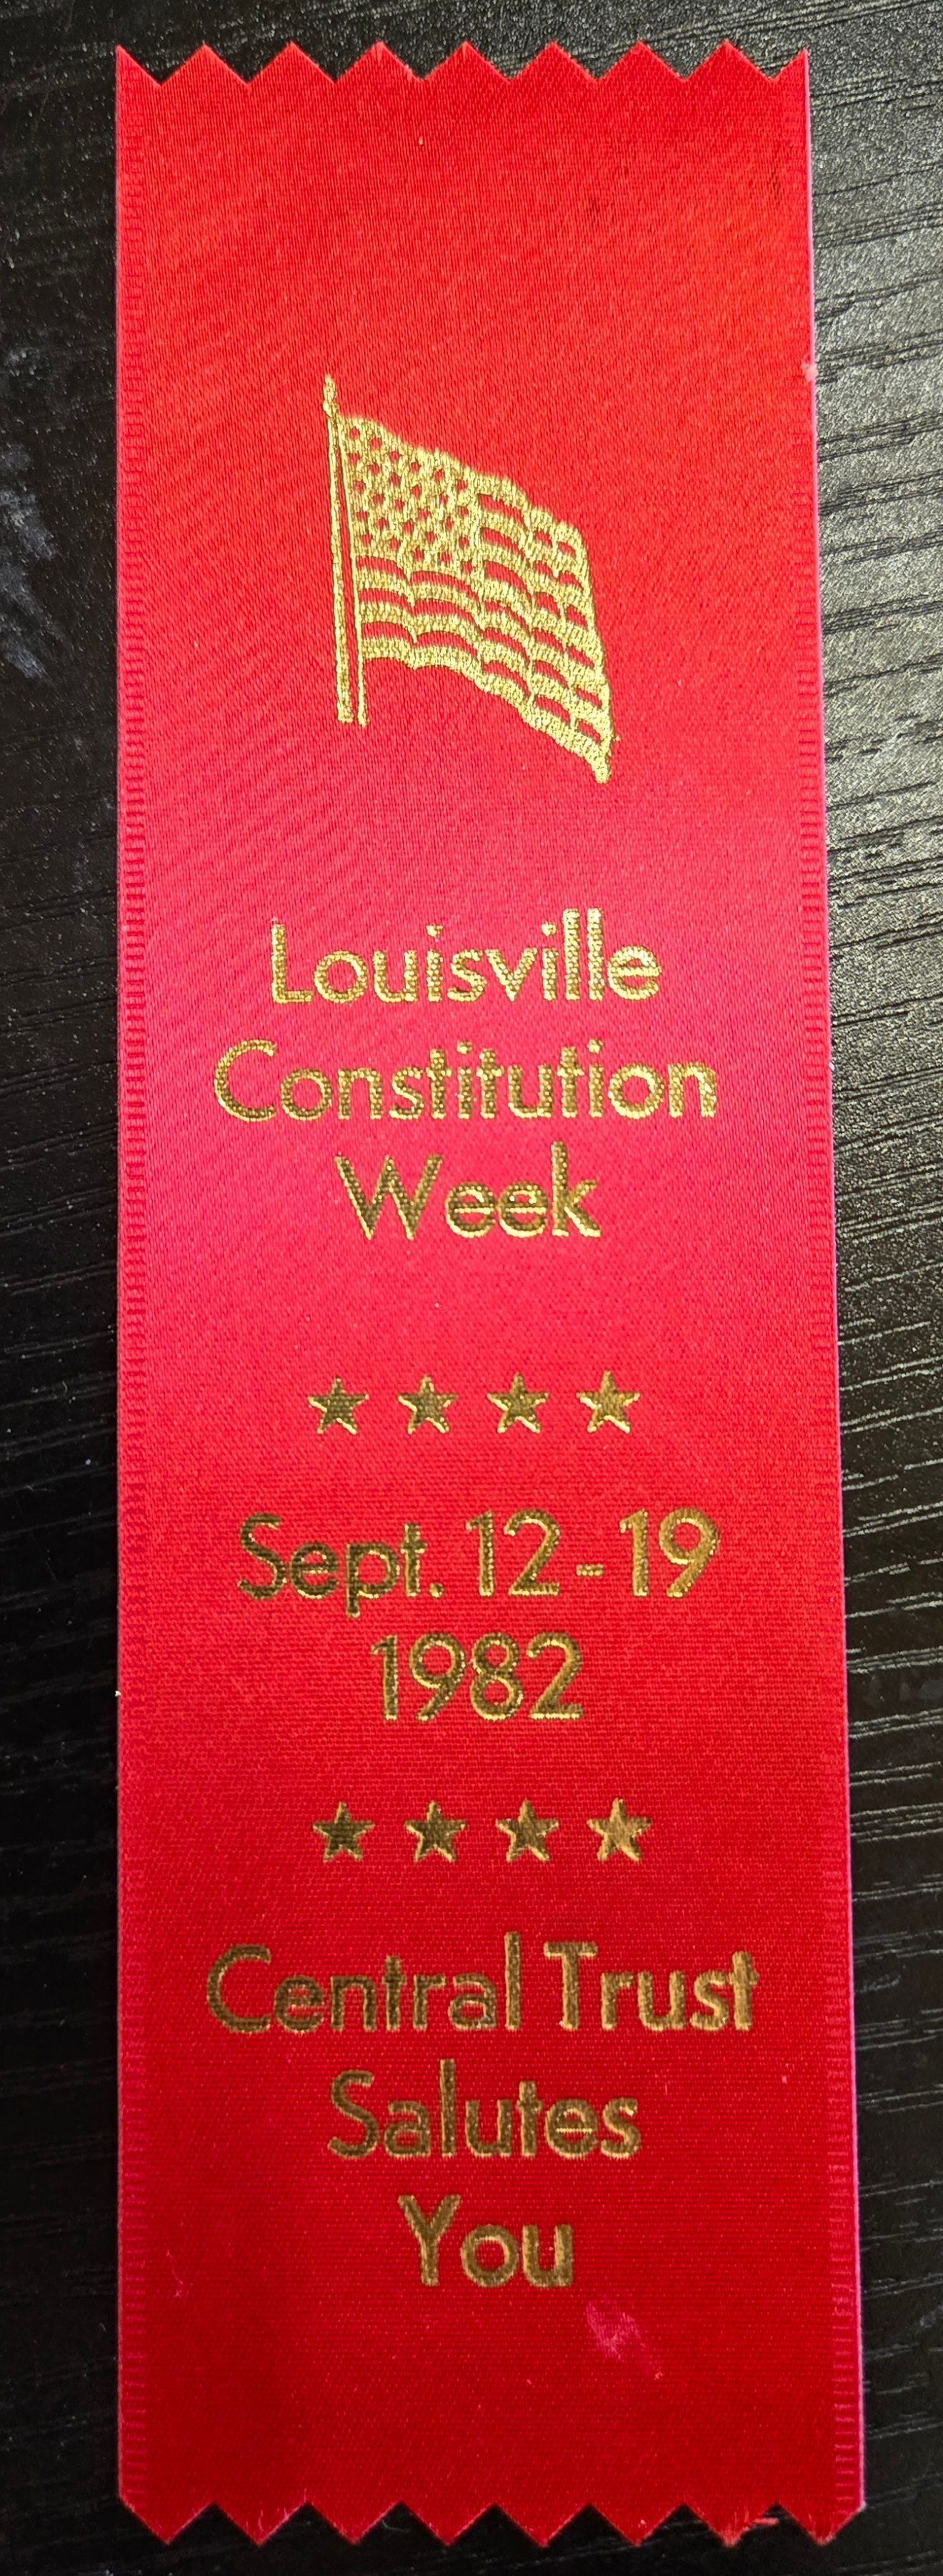 Louisville
Constitution
Week
Sept. 12-19
1982
Central Trust
Salutes
You